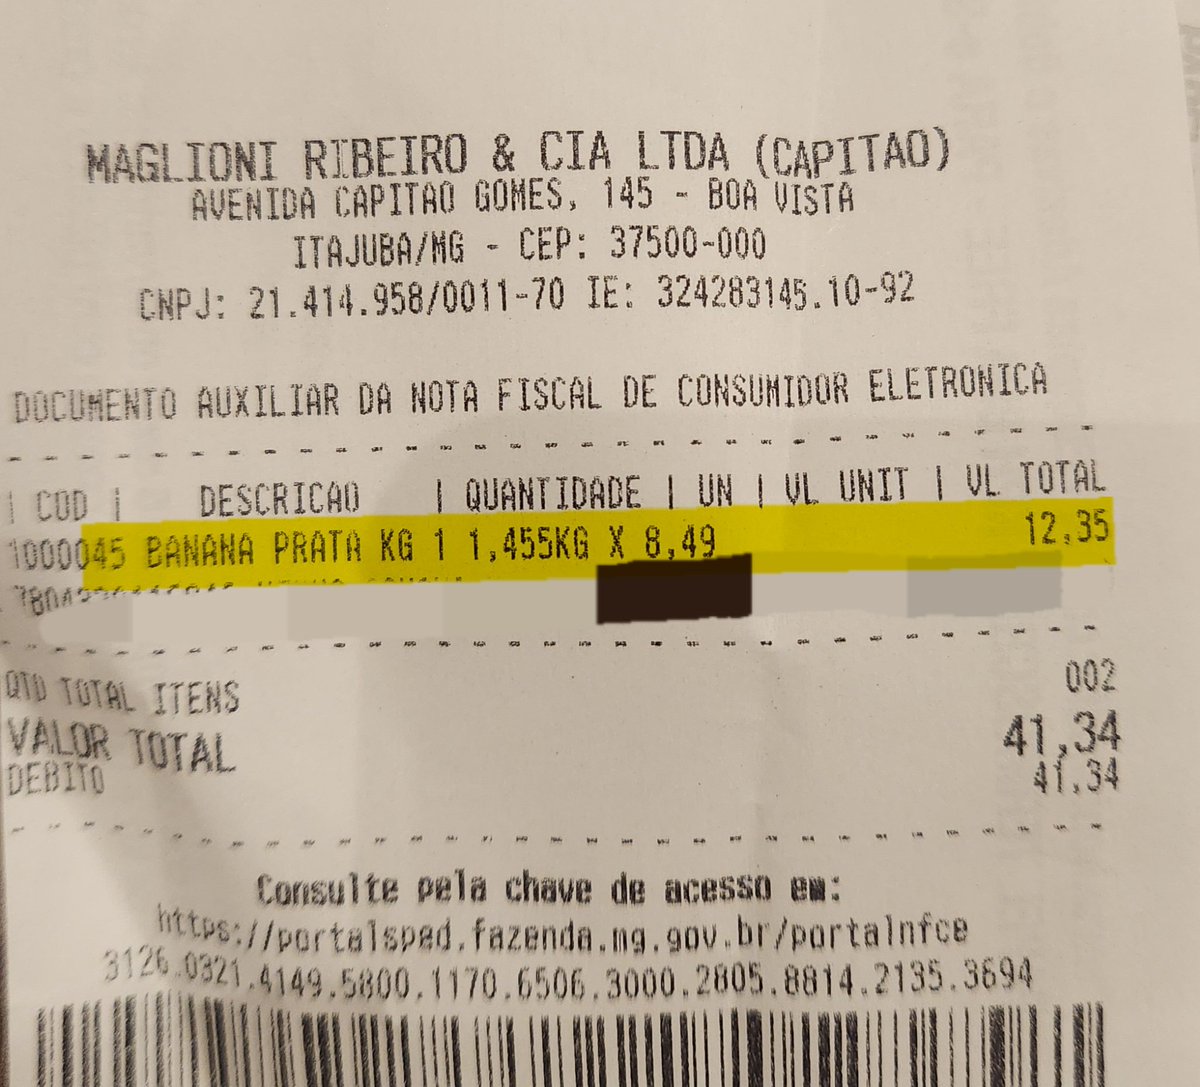 MAGLIONI RIBEIRO & CIA LTDA (CAPITAO)
AVENIDA CAPITAO GOMES, 145 - BOA VISTA
ITAJUBA/MG - CEP: 37500-000
CNPJ: 21.414.958/0011-70 IE: 324283145.10-92
DOCUMENTO AUXILIAR DA NOTA FISCAL DE CONSUMIDOR ELETRONICA
| COD | DESCRICAO | QUANTIDADE | UN | VL UNIT | VL TOTAL
1000045 BANANA PRATA KG 1 1,455KG X 8,49 12,35
QTD TOTAL ITENS 002
VALOR TOTAL 41,34
DEBITO 41,34
Consulte pela chave de acesso em:
https://portalsped.fazenda.mg.gov.br/portalnfce
3126.0321.4149.5800.1170.6506.3000.2805.8814.2135.3694